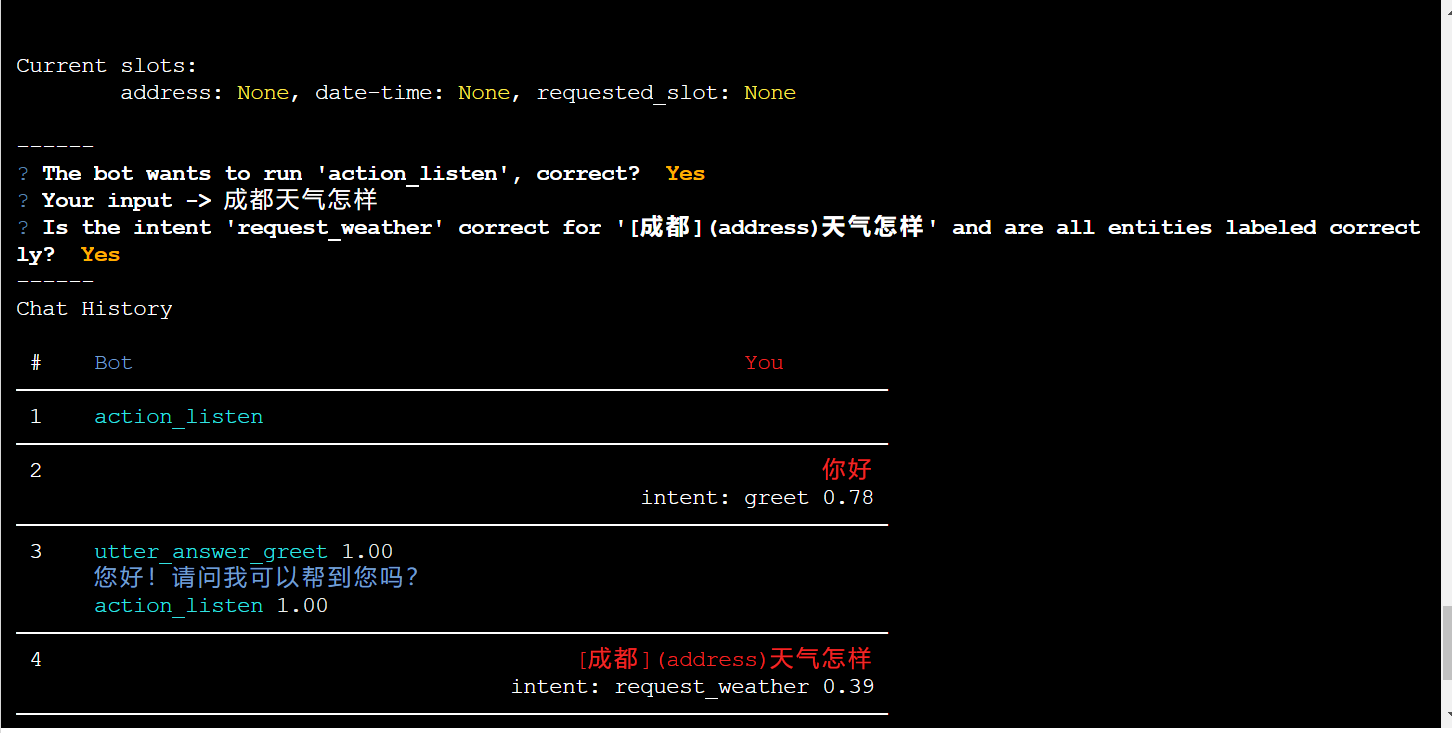 Current slots:
address: None, date-time: None, requested_slot: None
------
? The bot wants to run 'action_listen', correct? Yes
? Your input -> 成都天气怎样
? Is the intent 'request_weather' correct for '[成都](address)天气怎样' and are all entities labeled correct
ly? Yes
------
Chat History
# Bot You
1 action_listen
2 你好
intent: greet 0.78
3 utter_answer_greet 1.00
您好！请问我可以帮到您吗？
action_listen 1.00
4 [成都](address)天气怎样
intent: request_weather 0.39